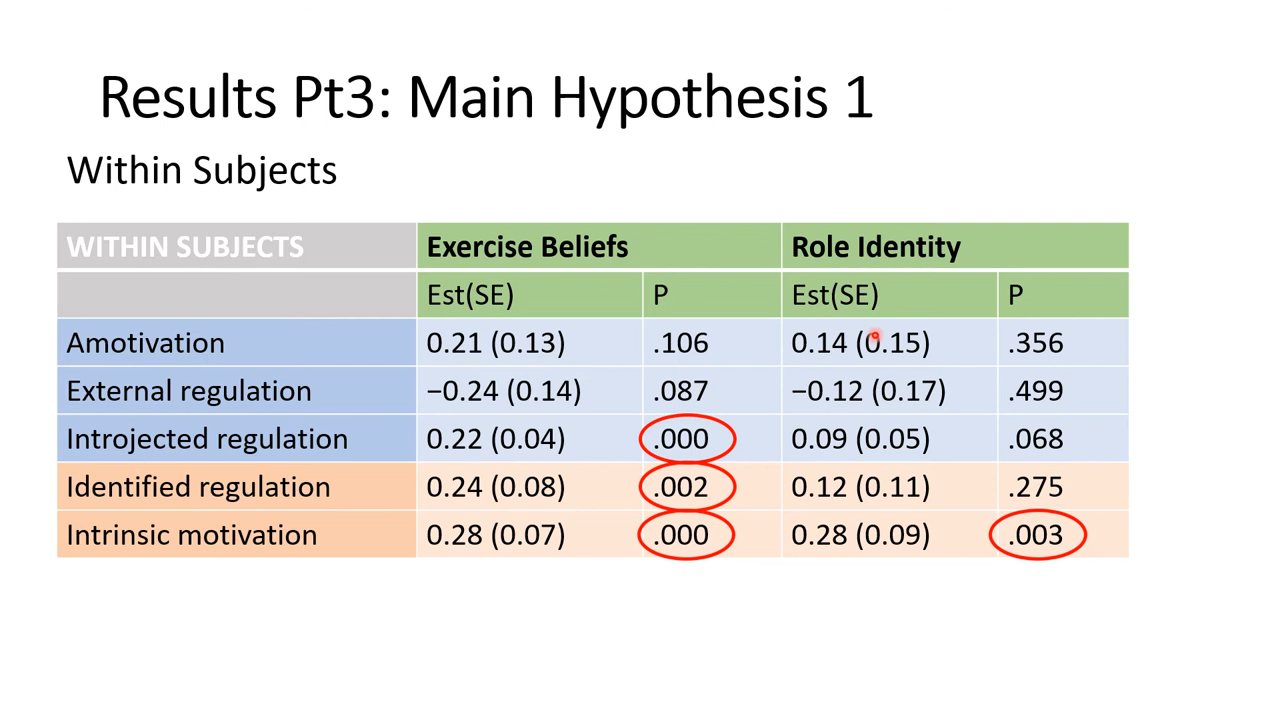 Results Pt3: Main Hypothesis 1
Within Subjects
WITHIN SUBJECTS Exercise Beliefs Role Identity
Est(SE) P Est(SE) P
Amotivation 0.21 (0.13) .106 0.14 (0.15) .356
External regulation −0.24 (0.14) .087 −0.12 (0.17) .499
Introjected regulation 0.22 (0.04) .000 0.09 (0.05) .068
Identified regulation 0.24 (0.08) .002 0.12 (0.11) .275
Intrinsic motivation 0.28 (0.07) .000 0.28 (0.09) .003